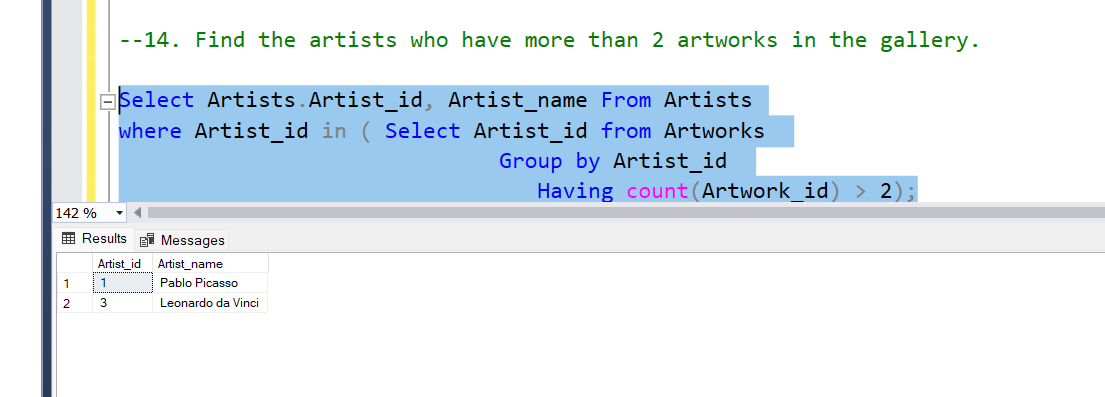 --14. Find the artists who have more than 2 artworks in the gallery.
Select Artists.Artist_id, Artist_name From Artists
where Artist_id in ( Select Artist_id from Artworks
Group by Artist_id
Having count(Artwork_id) > 2);
142 %
Results Messages
Artist_id Artist_name
1 1 Pablo Picasso
2 3 Leonardo da Vinci